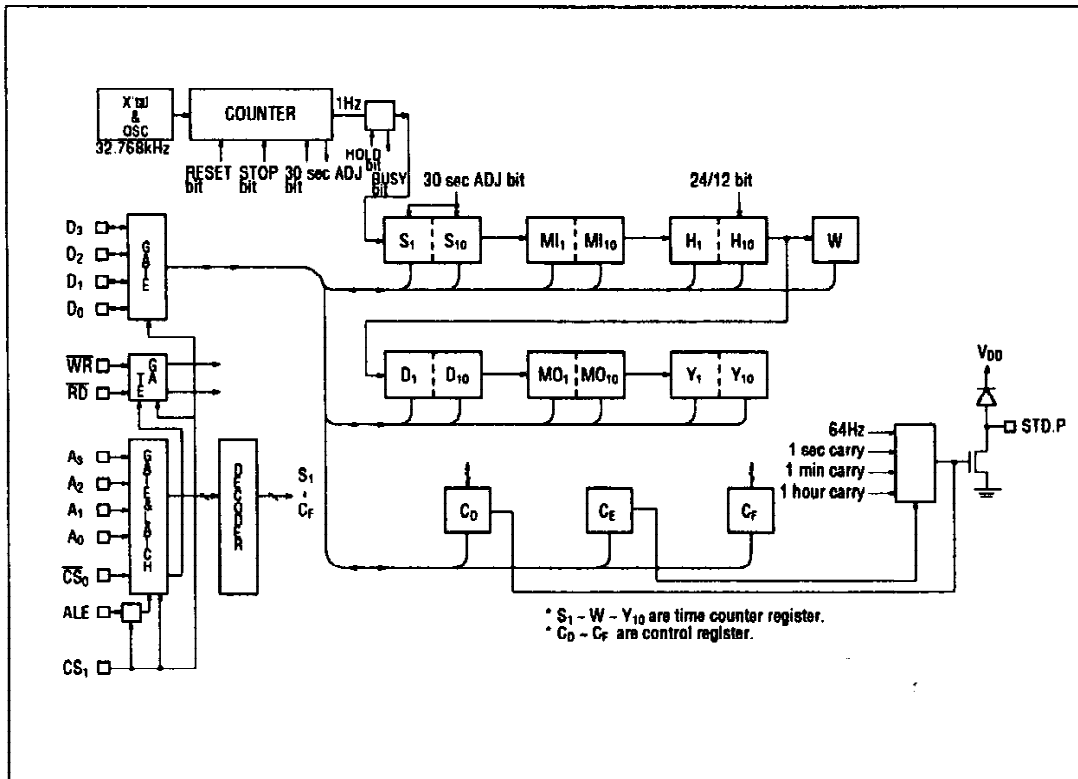 X'tal
&
OSC
32.768kHz
COUNTER
1Hz
HOLD
bit
BUSY
bit
RESET
bit
STOP
bit
30 sec ADJ
bit
30 sec ADJ bit
24/12 bit
D3
D2
D1
D0
GATE
S1
S10
MI1
MI10
H1
H10
W
WR
RD
GA
TE
D1
D10
MO1
MO10
Y1
Y10
VDD
STD.P
64Hz
1 sec carry
1 min carry
1 hour carry
A3
A2
A1
A0
CS0
ALE
CS1
GATE&LATCH
DECODER
S1
~
CF
CD
CE
CF
* S1 ~ W ~ Y10 are time counter register.
* CD ~ CF are control register.